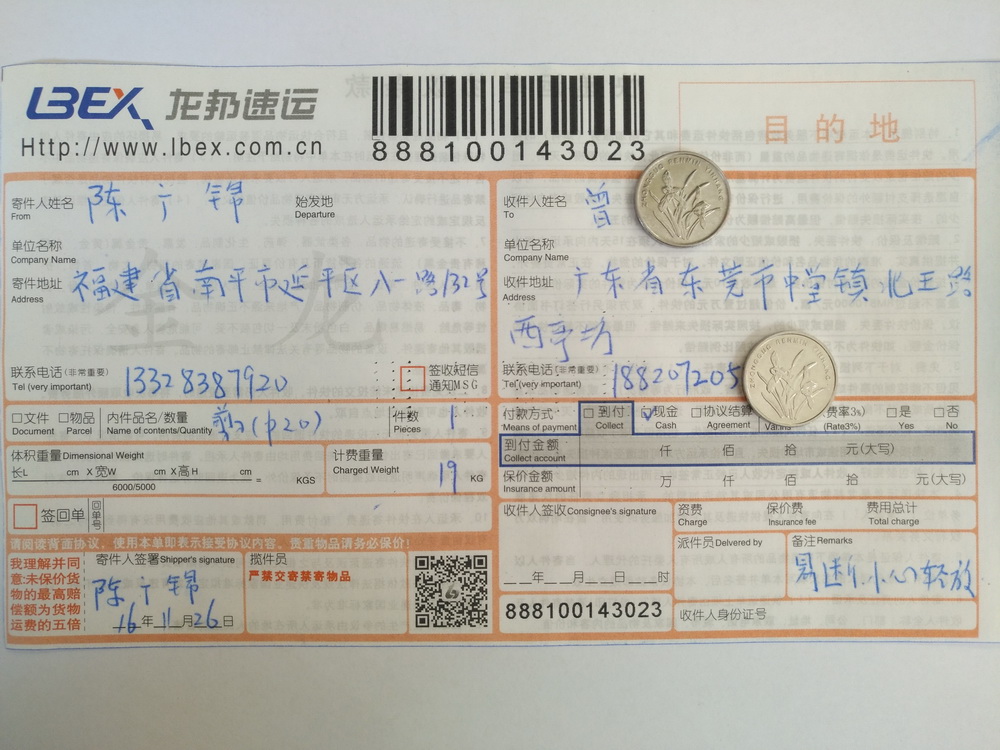 LBEX 龙邦速运
Http://www.lbex.com.cn
888100143023
目的地
寄件人姓名 From 陈广锦 始发地 Departure
单位名称 Company Name
寄件地址 Address 福建省南平市延平区八一路132号
联系电话(非常重要) Tel (very important) 13328387920 签收短信通知MSG
文件 Document 物品 Parcel 内件品名/数量 Name of contents/Quantity (中20) 件数 Pieces 1
体积重量 Dimensional Weight
长L cm X宽W cm X高H cm = KGS
6000/5000
计费重量 Charged Weight 19 KG
签回单 回单号
请阅读背面协议，使用本单即表示接受协议内容。贵重物品请务必保价！
我理解并同意:未保价货物的最高赔偿额为货物运费的五倍
寄件人签署 Shipper's signature
陈广锦
16年11月26日
揽件员
严禁交寄禁寄物品
收件人姓名 To 曾
单位名称 Company Name
收件地址 Address 广东省东莞市中堂镇北王路
西亭坊
联系电话(非常重要) Tel (very important) 188207205
付款方式: Means of payment 到付 Collect 现金 Cash 协议结算 Agreement (费率3%) (Rate3%) 是 Yes 否 No
到付金额 Collect account 仟 佰 拾 元(大写)
保价金额 Insurance amount 万 仟 佰 拾 元(大写)
收件人签收 Consignee's signature
年 月 日 时
888100143023
资费 Charge 保价费 Insurance fee 费用总计 Total charge
派件员 Delivered by
备注 Remarks
易断小心轻放
收件人身份证号